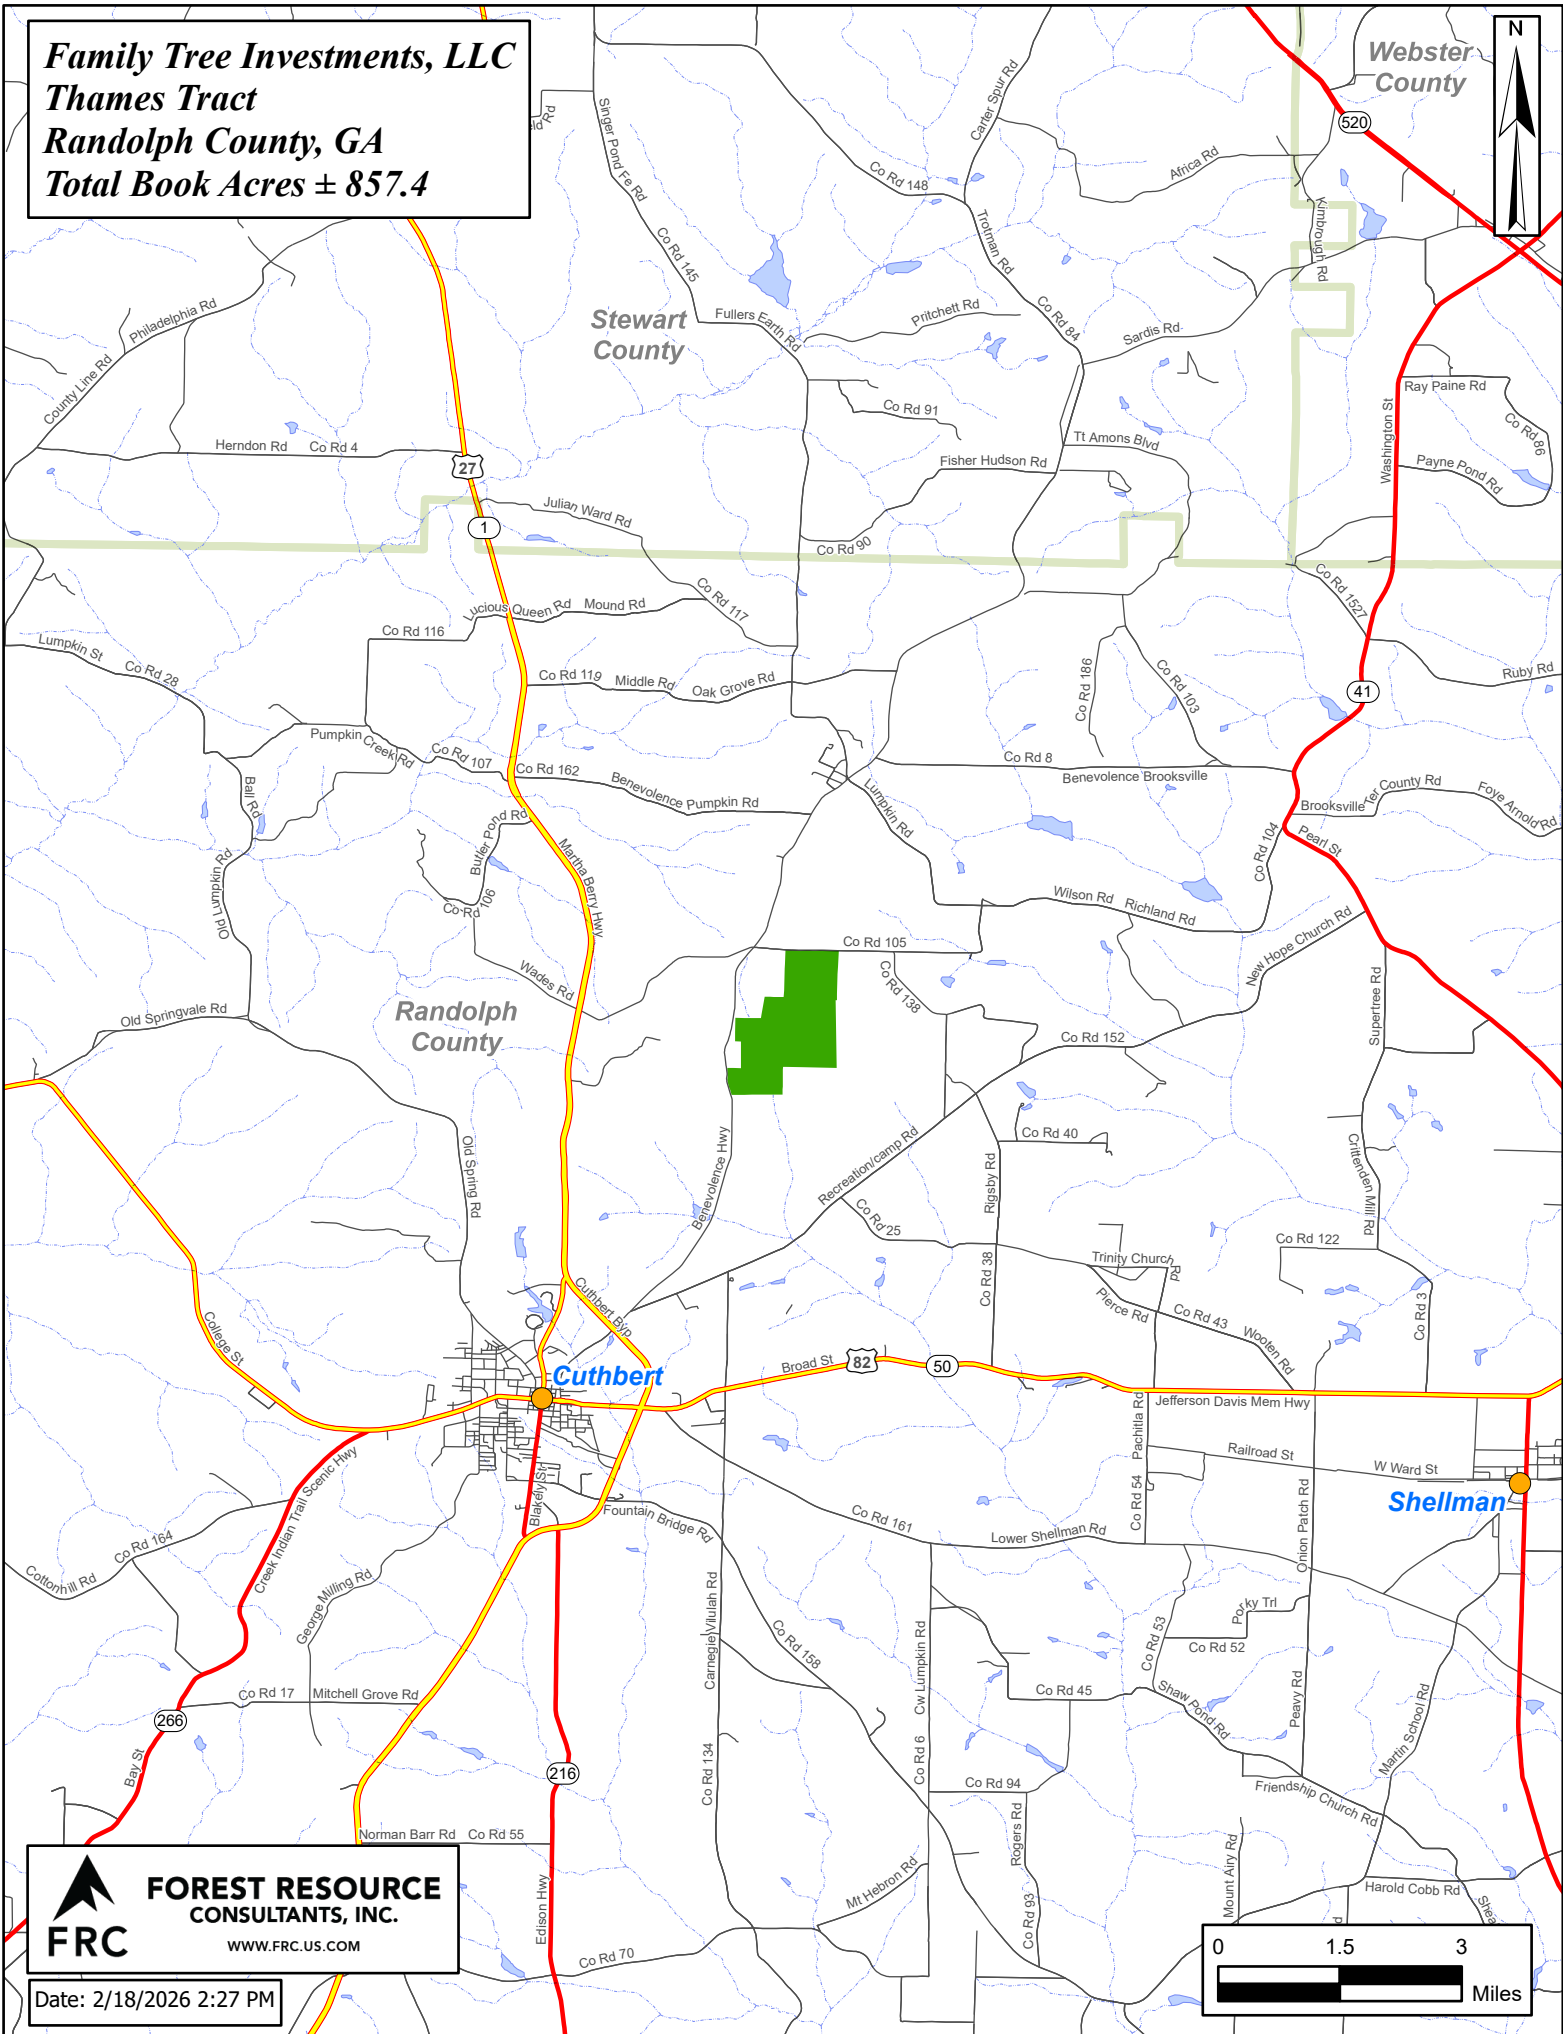 Family Tree Investments, LLC
Thames Tract
Randolph County, GA
Total Book Acres ± 857.4
N
Webster
County
520
Carter Spur Rd
Singer Pond Fe Rd
Co Rd 148
Africa Rd
Kimbrough Rd
Trotman Rd
Co Rd 145
Philadelphia Rd
Stewart
County
Fullers Earth Rd
Pritchett Rd
Co Rd 84
Sardis Rd
County Line Rd
Ray Paine Rd
Co Rd 86
Washington St
Co Rd 91
Herndon Rd
Co Rd 4
27
Tt Amons Blvd
Fisher Hudson Rd
Payne Pond Rd
Julian Ward Rd
1
Co Rd 90
Co Rd 1527
Co Rd 117
Lucious Queen Rd
Mound Rd
Co Rd 116
Lumpkin St
Co Rd 28
Co Rd 119
Middle Rd
Oak Grove Rd
Co Rd 186
Co Rd 103
Ruby Rd
41
Pumpkin Creek Rd
Co Rd 107
Co Rd 162
Benevolence Pumpkin Rd
Co Rd 8
Benevolence Brooksville
Ball Rd
Lumpkin Rd
Brooksville
Ter County Rd
Foye Arnold Rd
Butler Pond Rd
Martha Berry Hwy
Co Rd 104
Pearl St
Old Lumpkin Rd
Co Rd 106
Wilson Rd
Richland Rd
New Hope Church Rd
Co Rd 105
Wades Rd
Co Rd 138
Supertree Rd
Old Springvale Rd
Randolph
County
Co Rd 152
Old Spring Rd
Benevolence Hwy
Recreation/camp Rd
Co Rd 40
Rigsby Rd
Crittenden Mill Rd
Co Rd 25
Co Rd 38
Trinity Church Rd
Co Rd 122
Pierce Rd
Co Rd 43
Wooten Rd
Co Rd 3
College St
Cuthbert Byp
Cuthbert
Broad St
82
50
Jefferson Davis Mem Hwy
Pachitla Rd
Railroad St
W Ward St
Shellman
Creek Indian Trail Scenic Hwy
Blakely St
Fountain Bridge Rd
Co Rd 161
Lower Shellman Rd
Co Rd 54
Onion Patch Rd
Co Rd 164
Cottonhill Rd
George Milling Rd
Carnegie Vilulah Rd
Co Rd 158
Cw Lumpkin Rd
Co Rd 53
Porky Trl
Co Rd 52
Co Rd 17
Mitchell Grove Rd
Co Rd 45
Shaw Pond Rd
Peavy Rd
Martin School Rd
266
Bay St
216
Co Rd 134
Co Rd 6
Co Rd 94
Friendship Church Rd
Norman Barr Rd
Co Rd 55
Rogers Rd
Mount Airy Rd
Mt Hebron Rd
Harold Cobb Rd
Edison Hwy
Co Rd 93
Co Rd 70
FRC
FOREST RESOURCE
CONSULTANTS, INC.
WWW.FRC.US.COM
Date: 2/18/2026 2:27 PM
0 1.5 3
Miles